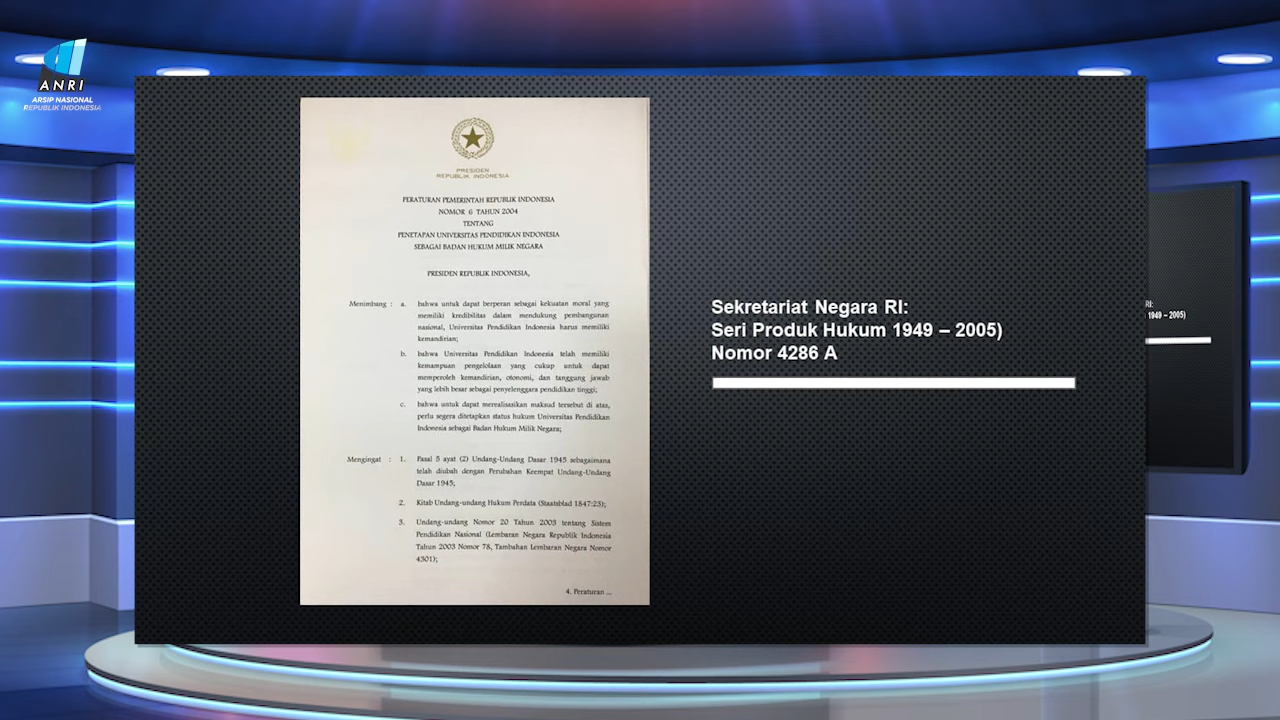 ANRI
ARSIP NASIONAL
REPUBLIK INDONESIA
PRESIDEN
REPUBLIK INDONESIA
PERATURAN PEMERINTAH REPUBLIK INDONESIA
NOMOR 6 TAHUN 2004
TENTANG
PENETAPAN UNIVERSITAS PENDIDIKAN INDONESIA
SEBAGAI BADAN HUKUM MILIK NEGARA
PRESIDEN REPUBLIK INDONESIA,
Menimbang : a. bahwa untuk dapat berperan sebagai kekuatan moral yang
memiliki kredibilitas dalam mendukung pembangunan
nasional, Universitas Pendidikan Indonesia harus memiliki
kemandirian;
b. bahwa Universitas Pendidikan Indonesia telah memiliki
kemampuan pengelolaan yang cukup untuk dapat
memperoleh kemandirian, otonomi, dan tanggung jawab
yang lebih besar sebagai penyelenggara pendidikan tinggi;
c. bahwa untuk dapat merealisasikan maksud tersebut di atas,
perlu segera ditetapkan status hukum Universitas Pendidikan
Indonesia sebagai Badan Hukum Milik Negara;
Mengingat : 1. Pasal 5 ayat (2) Undang-Undang Dasar 1945 sebagaimana
telah diubah dengan Perubahan Keempat Undang-Undang
Dasar 1945;
2. Kitab Undang-undang Hukum Perdata (Staatsblad 1847:23);
3. Undang-undang Nomor 20 Tahun 2003 tentang Sistem
Pendidikan Nasional (Lembaran Negara Republik Indonesia
Tahun 2003 Nomor 78, Tambahan Lembaran Negara Nomor
4301);
4. Peraturan ...
Sekretariat Negara RI:
Seri Produk Hukum 1949 – 2005)
Nomor 4286 A
RI:
1949 – 2005)